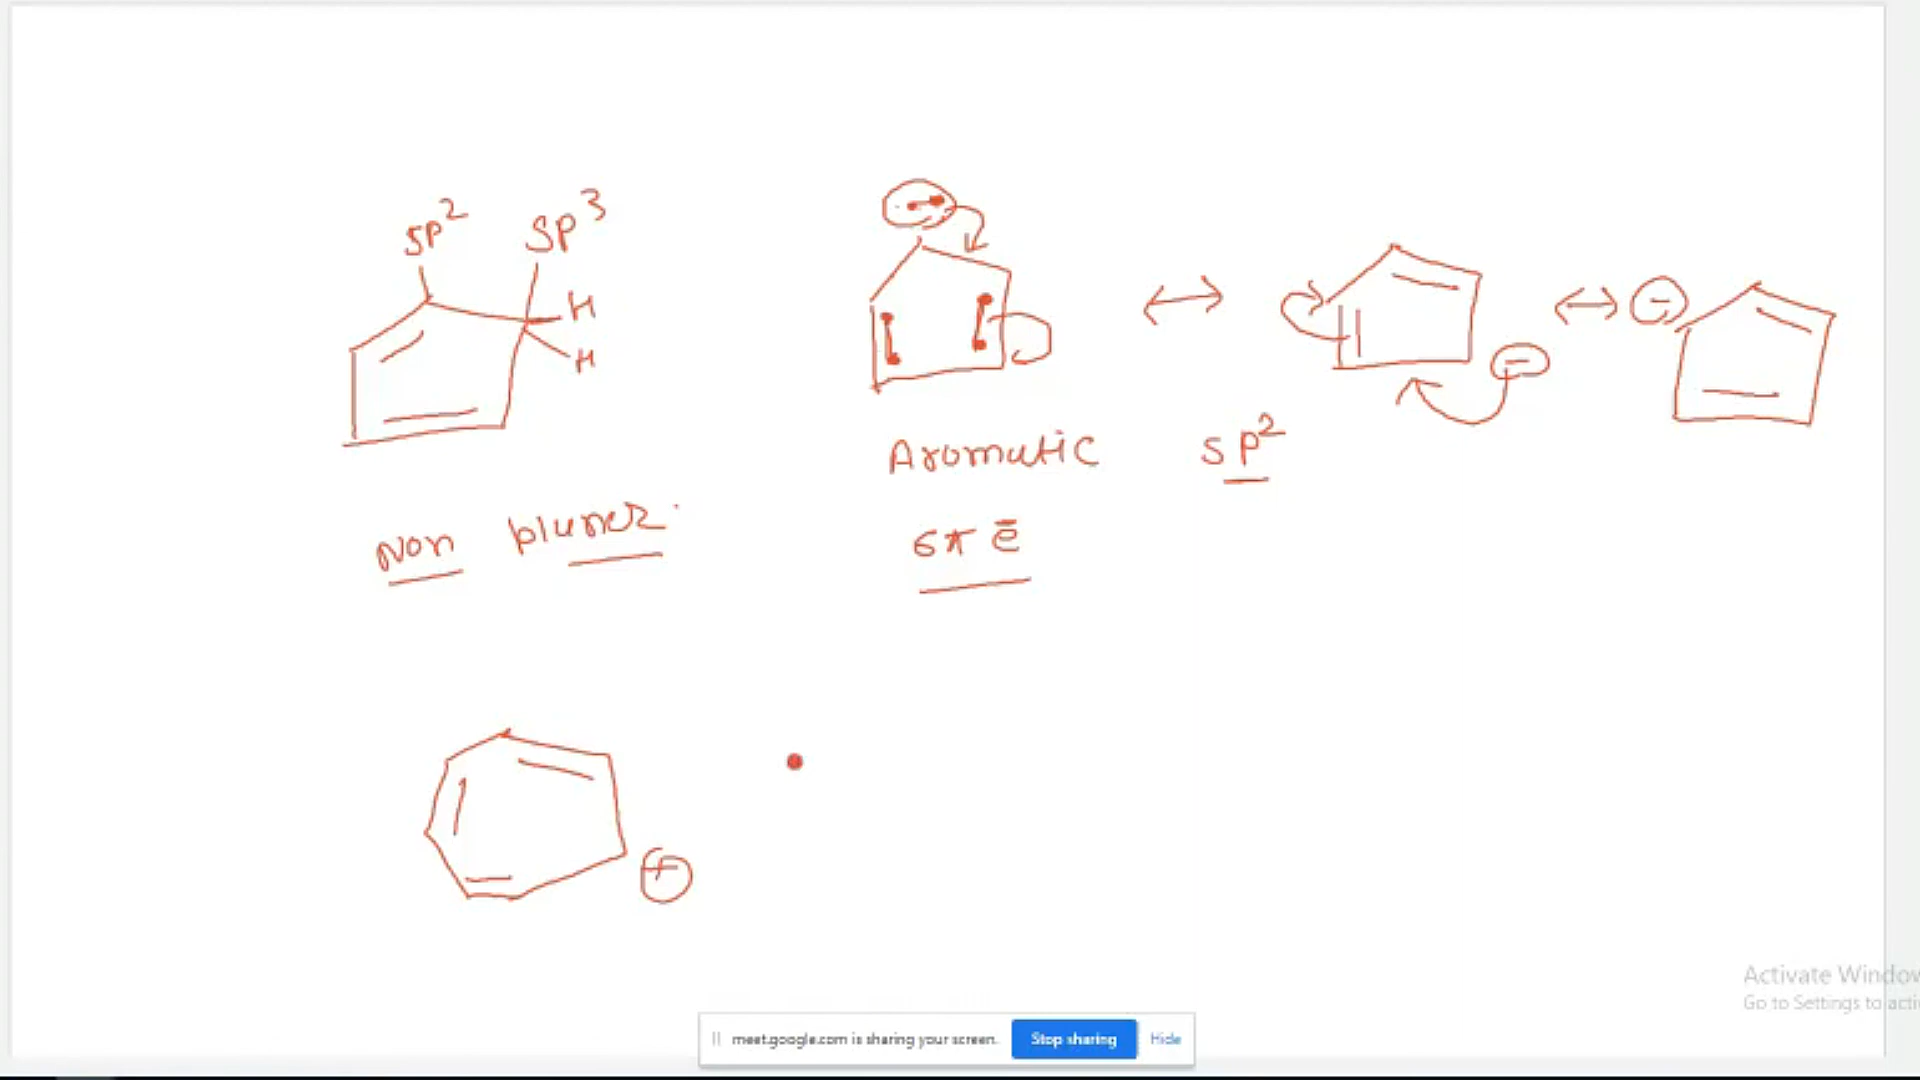 sp²
sp³
H
H
Aromatic
sp²
Non planer
6π ē
Activate Window
Go to Settings to acti
meet.google.com is sharing your screen.
Stop sharing
Hide